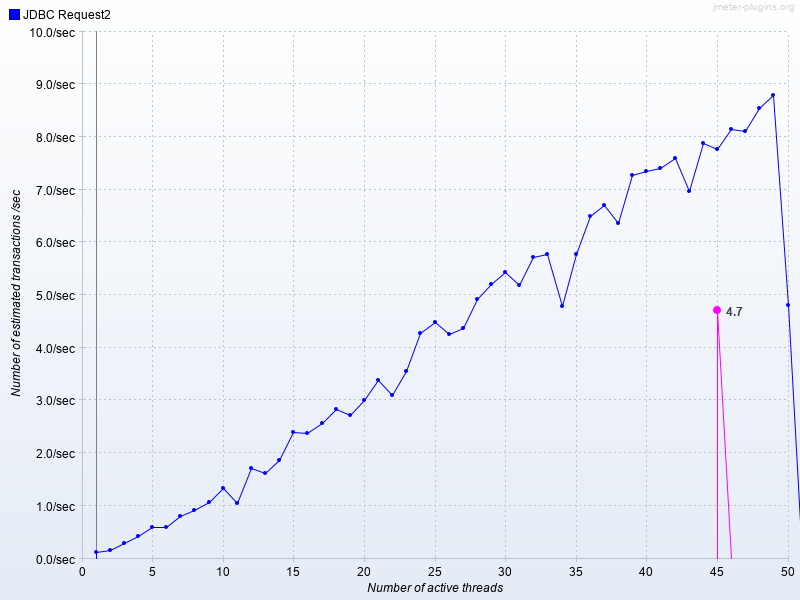 jmeter-plugins.org
JDBC Request2
10.0/sec
9.0/sec
8.0/sec
7.0/sec
6.0/sec
5.0/sec
4.0/sec
3.0/sec
2.0/sec
1.0/sec
0.0/sec
Number of estimated transactions /sec
4.7
0 5 10 15 20 25 30 35 40 45 50
Number of active threads